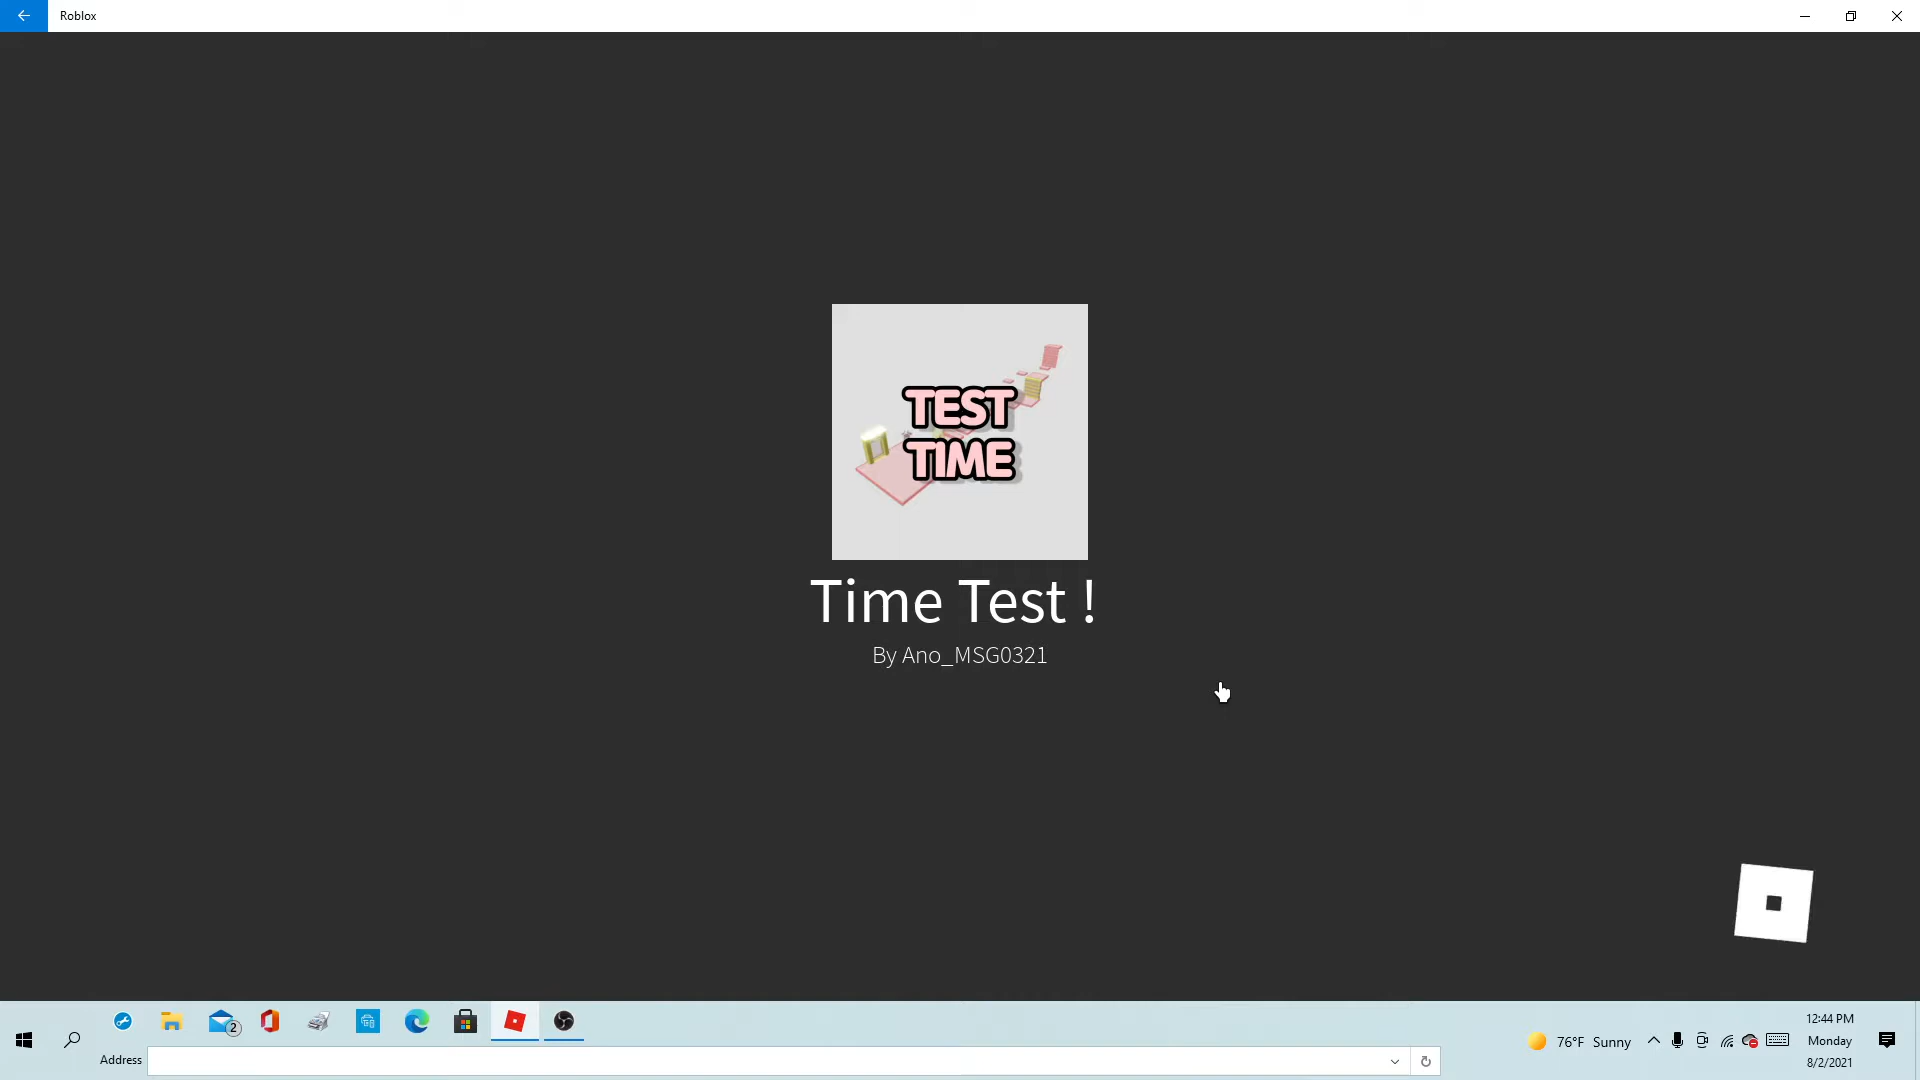 Roblox
TEST
TIME
Time Test !
By Ano_MSG0321
2
Address
76°F Sunny
12:44 PM
Monday
8/2/2021